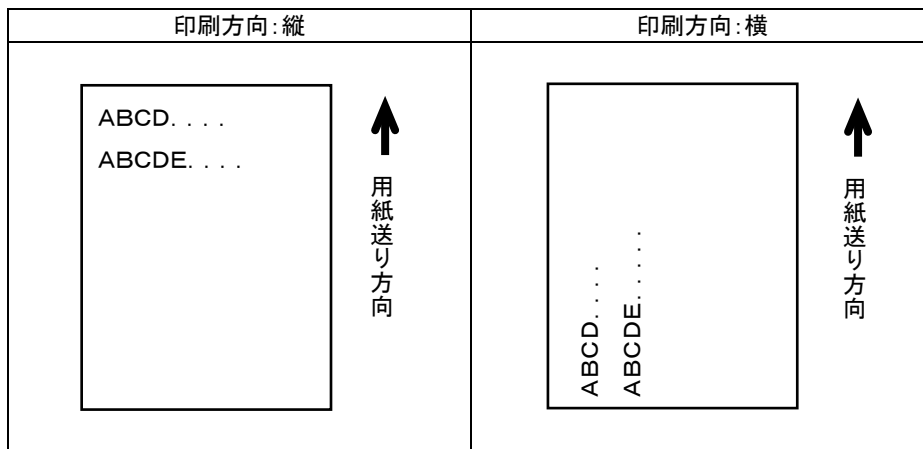 印刷方向:縦
印刷方向:横
ABCD. . . .
ABCDE. . . .
用紙送り方向
ABCD. . . .
ABCDE. . . . . .
用紙送り方向